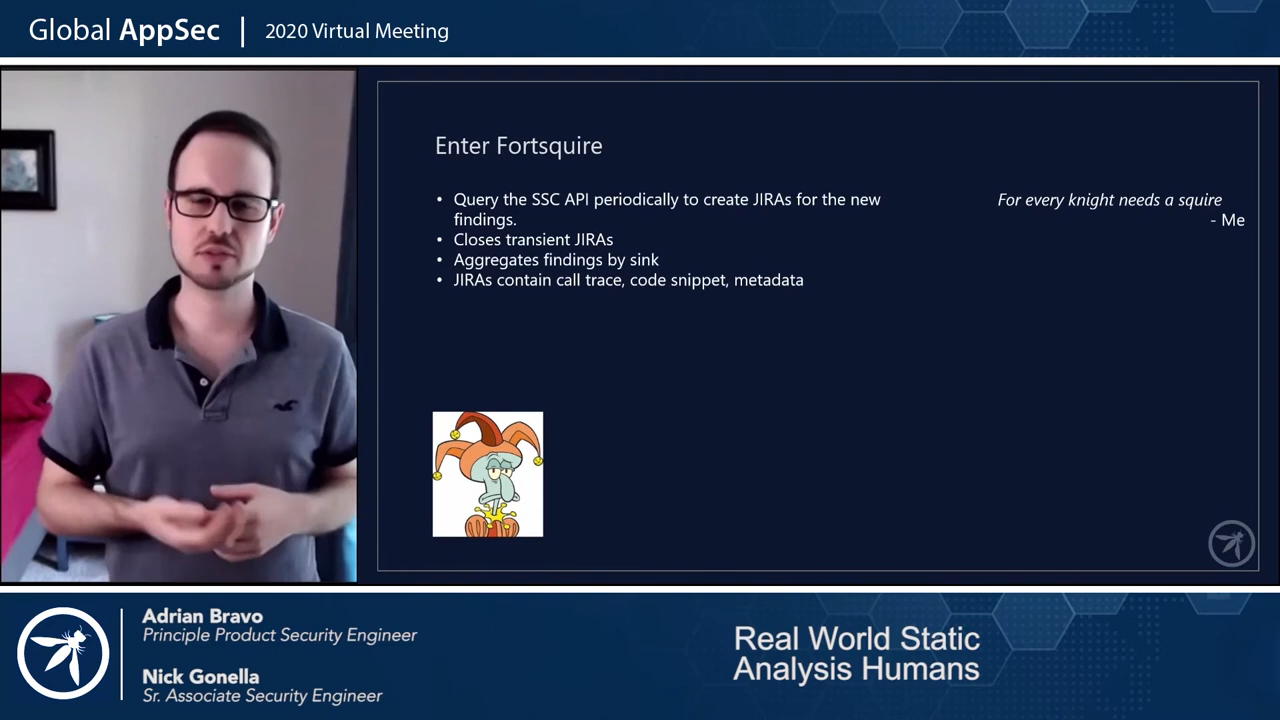 Global AppSec | 2020 Virtual Meeting
Enter Fortsquire
• Query the SSC API periodically to create JIRAs for the new
findings.
• Closes transient JIRAs
• Aggregates findings by sink
• JIRAs contain call trace, code snippet, metadata
For every knight needs a squire
- Me
Adrian Bravo
Principle Product Security Engineer
Nick Gonella
Sr. Associate Security Engineer
Real World Static
Analysis Humans